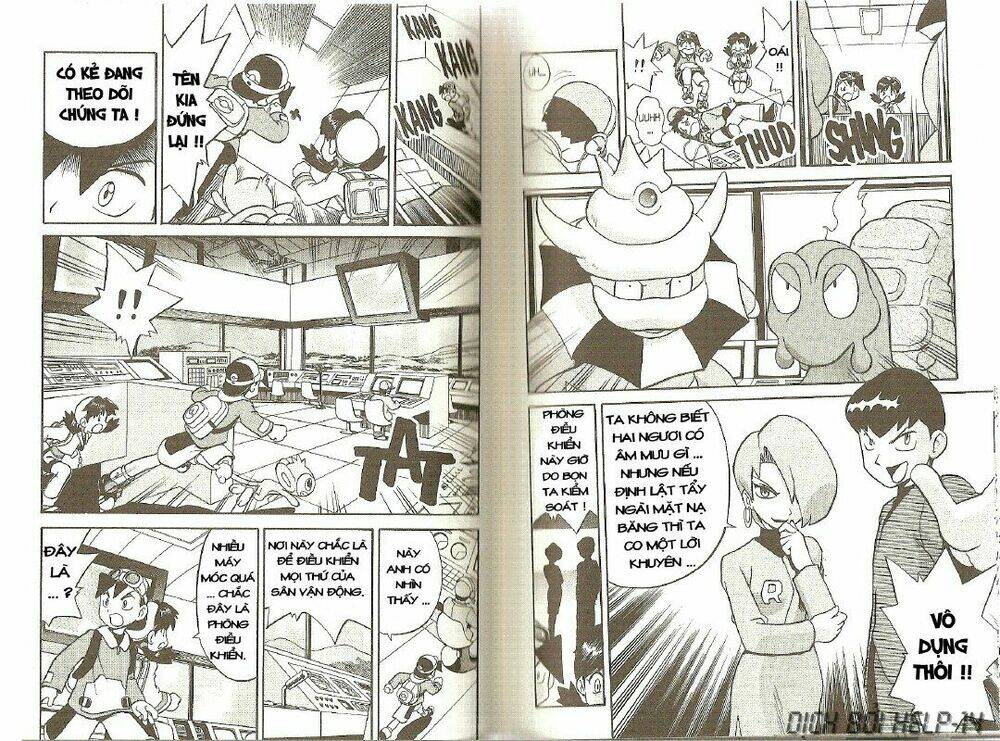 CÓ KẺ ĐANG
THEO DÕI
CHÚNG TA !
TÊN
KIA
ĐỨNG
LẠI !!
KANG
KANG
KANG
KANG
!!
TAT
ĐÂY
LÀ
... ?
NHIỀU
MÁY
MÓC QUÁ
... CHẮC
ĐÂY LÀ
PHÒNG
ĐIỀU
KHIỂN.
NƠI NÀY CHẮC LÀ
ĐỂ ĐIỀU KHIỂN
MỌI THỨ CỦA
SÂN VẬN ĐỘNG.
NÀY
ANH CÓ
NHÌN
THẤY ...
UH...
!!
OÁI
!!
UUHH
...
THUD
SHING
PHÒNG
ĐIỀU
KHIỂN
NÀY GIỜ
DO BỌN
TA KIỂM
SOÁT !
TA KHÔNG BIẾT
HAI NGƯƠI CÓ
ÂM MƯU GÌ ...
NHƯNG NẾU
ĐỊNH LẬT TẨY
NGÀI MẶT NẠ
BĂNG THÌ TA
CO MỘT LỜI
KHUYÊN ...
R
VÔ
DỤNG
THÔI !!
DỊCH BỞI HELP-14